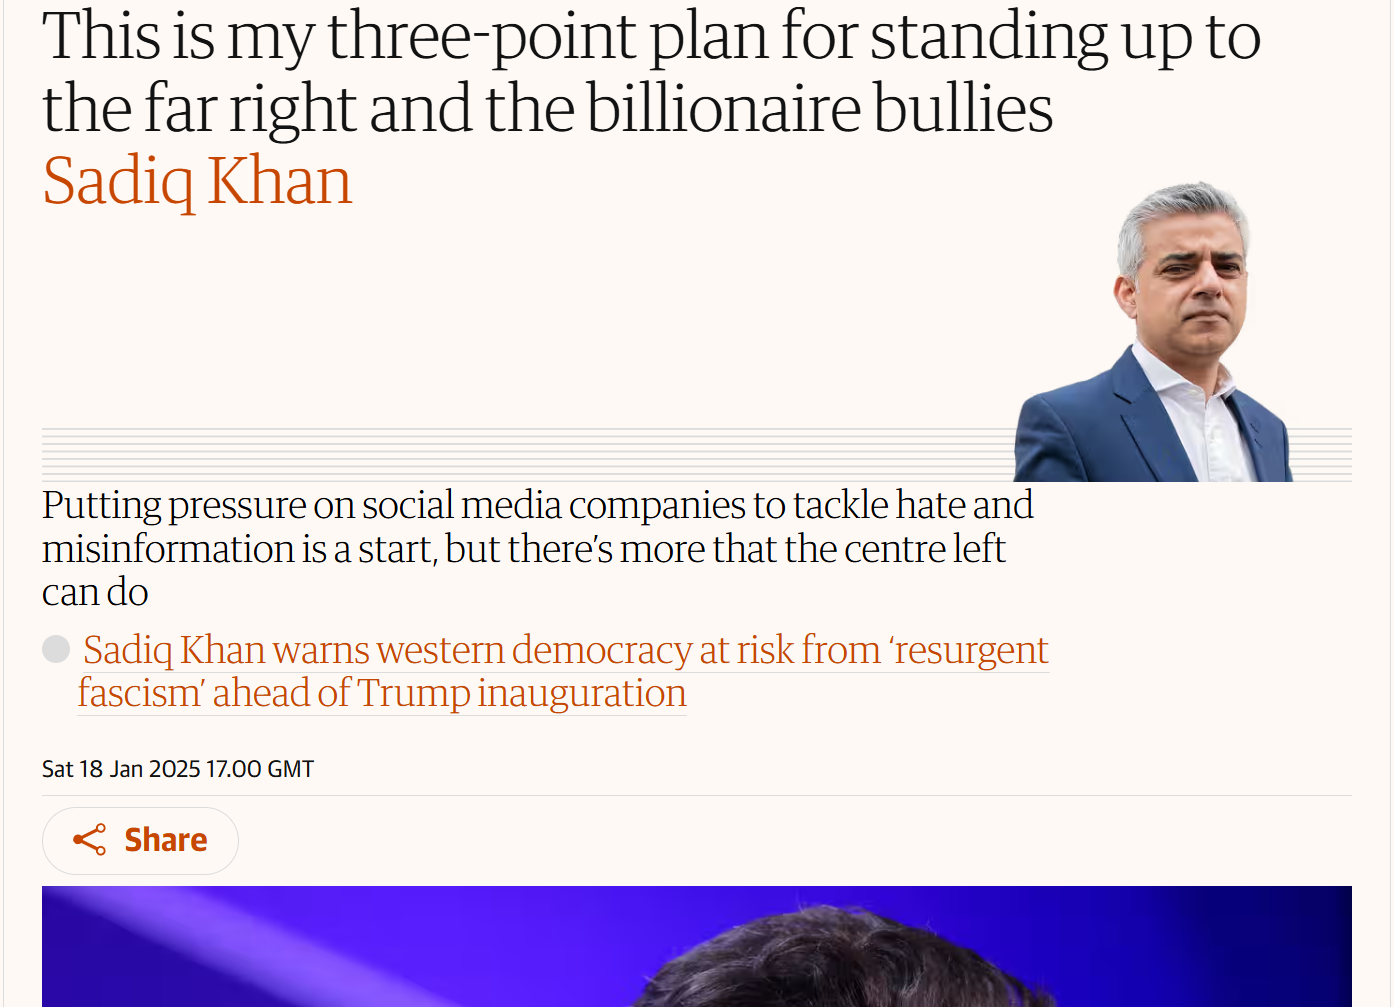 This is my three-point plan for standing up to
the far right and the billionaire bullies
Sadiq Khan
Putting pressure on social media companies to tackle hate and
misinformation is a start, but there’s more that the centre left
can do
Sadiq Khan warns western democracy at risk from ‘resurgent
fascism’ ahead of Trump inauguration
Sat 18 Jan 2025 17.00 GMT
Share